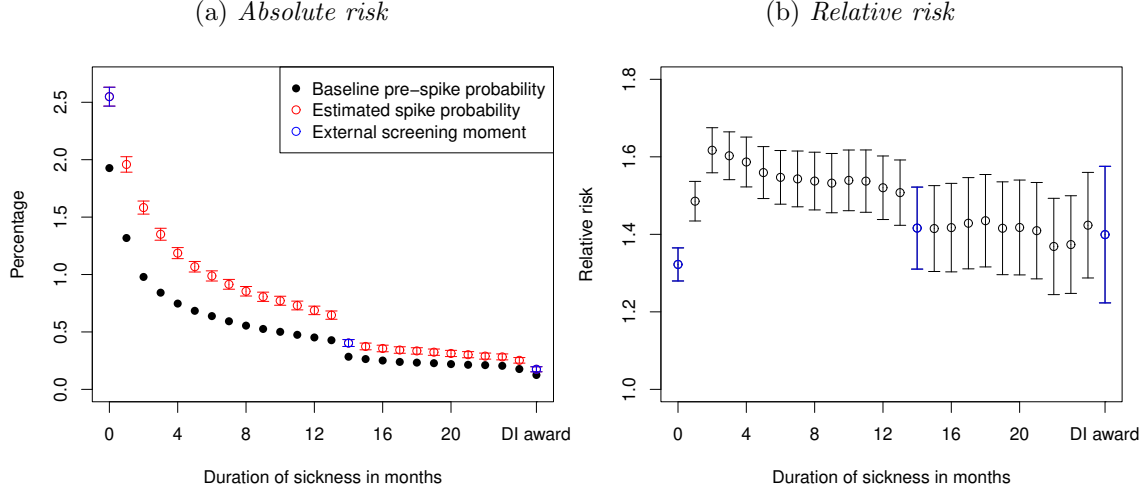 (a) Absolute risk
Percentage
2.5
2.0
1.5
1.0
0.5
0.0
Baseline pre−spike probability
Estimated spike probability
External screening moment
0 4 8 12 16 20 DI award
Duration of sickness in months
(b) Relative risk
Relative risk
1.8
1.6
1.4
1.2
1.0
0 4 8 12 16 20 DI award
Duration of sickness in months